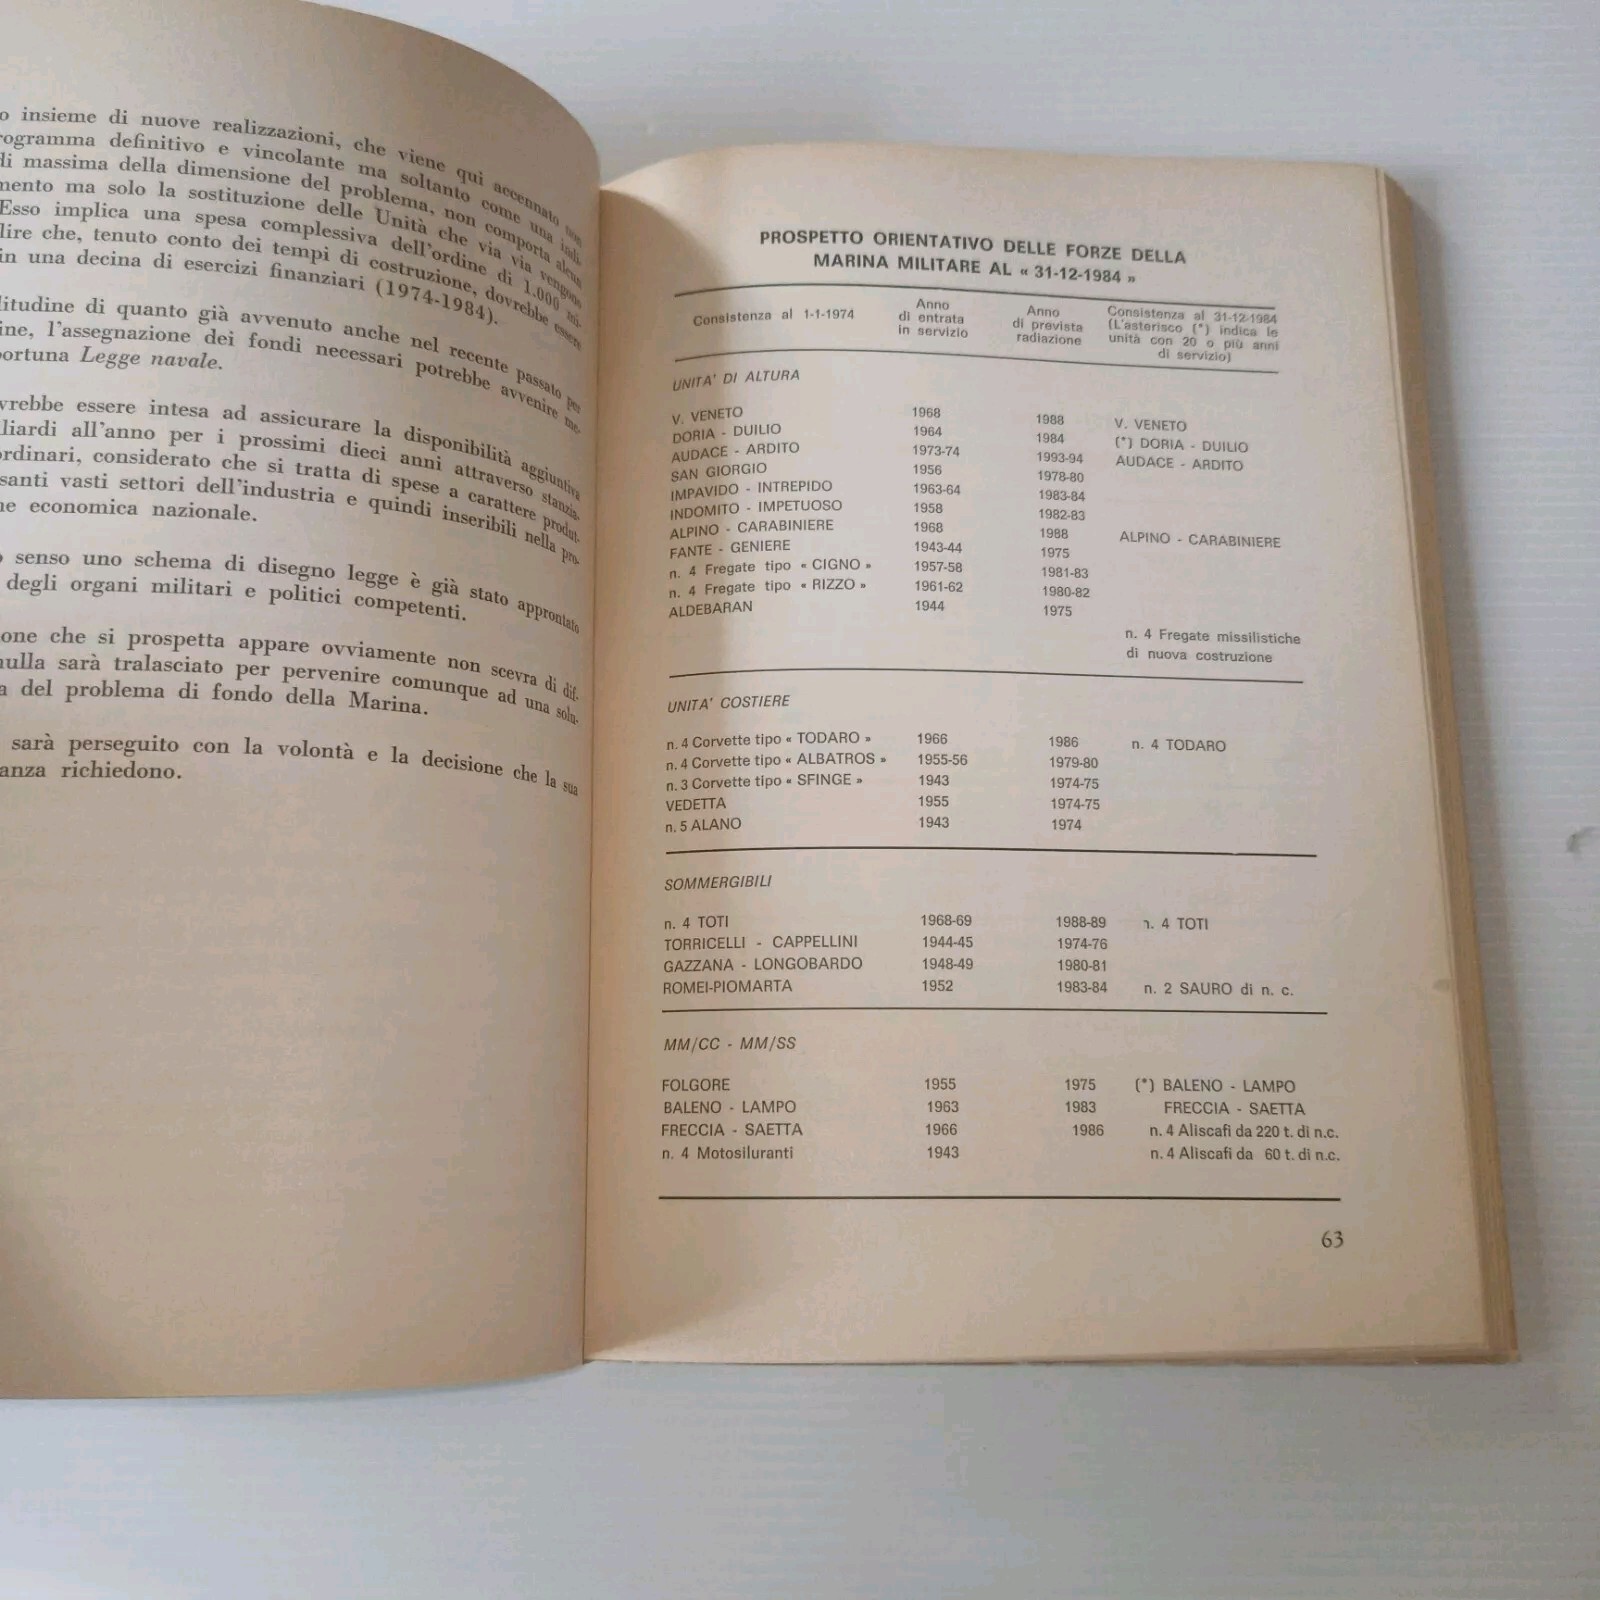 o insieme di nuove realizzazioni, che viene qui accennato non
rogramma definitivo e vincolante ma soltanto come una indi-
di massima della dimensione del problema, non comporta alcun
mento ma solo la sostituzione delle Unità che via via vengono
Esso implica una spesa complessiva dell'ordine di 1.000 mi-
lire che, tenuto conto dei tempi di costruzione, dovrebbe essere
in una decina di esercizi finanziari (1974-1984).
litudine di quanto già avvenuto anche nel recente passato per
ine, l'assegnazione dei fondi necessari potrebbe avvenire me-
portuna Legge navale.
vrebbe essere intesa ad assicurare la disponibilità aggiuntiva
liardi all'anno per i prossimi dieci anni attraverso stanzia-
ordinari, considerato che si tratta di spese a carattere produt-
santi vasti settori dell'industria e quindi inseribili nella pro-
ne economica nazionale.
o senso uno schema di disegno legge è già stato approntato
degli organi militari e politici competenti.
one che si prospetta appare ovviamente non scevra di dif-
nulla sarà tralasciato per pervenire comunque ad una solu-
a del problema di fondo della Marina.
sarà perseguito con la volontà e la decisione che la sua
anza richiedono.
PROSPETTO ORIENTATIVO DELLE FORZE DELLA
MARINA MILITARE AL « 31-12-1984 »
Consistenza al 1-1-1974 Anno di entrata in servizio Anno di prevista radiazione Consistenza al 31-12-1984 (L'asterisco (*) indica le unità con 20 o più anni di servizio)
UNITA' DI ALTURA
V. VENETO 1968 1988 V. VENETO
DORIA - DUILIO 1964 1984 (*) DORIA - DUILIO
AUDACE - ARDITO 1973-74 1993-94 AUDACE - ARDITO
SAN GIORGIO 1956 1978-80
IMPAVIDO - INTREPIDO 1963-64 1983-84
INDOMITO - IMPETUOSO 1958 1982-83
ALPINO - CARABINIERE 1968 1988 ALPINO - CARABINIERE
FANTE - GENIERE 1943-44 1975
n. 4 Fregate tipo « CIGNO » 1957-58 1981-83
n. 4 Fregate tipo « RIZZO » 1961-62 1980-82
ALDEBARAN 1944 1975
n. 4 Fregate missilistiche
di nuova costruzione
UNITA' COSTIERE
n. 4 Corvette tipo « TODARO » 1966 1986 n. 4 TODARO
n. 4 Corvette tipo « ALBATROS » 1955-56 1979-80
n. 3 Corvette tipo « SFINGE » 1943 1974-75
VEDETTA 1955 1974-75
n. 5 ALANO 1943 1974
SOMMERGIBILI
n. 4 TOTI 1968-69 1988-89 n. 4 TOTI
TORRICELLI - CAPPELLINI 1944-45 1974-76
GAZZANA - LONGOBARDO 1948-49 1980-81
ROMEI-PIOMARTA 1952 1983-84 n. 2 SAURO di n. c.
MM/CC - MM/SS
FOLGORE 1955 1975 (*) BALENO - LAMPO
BALENO - LAMPO 1963 1983 FRECCIA - SAETTA
FRECCIA - SAETTA 1966 1986 n. 4 Aliscafi da 220 t. di n.c.
n. 4 Motosiluranti 1943 n. 4 Aliscafi da 60 t. di n.c.
63